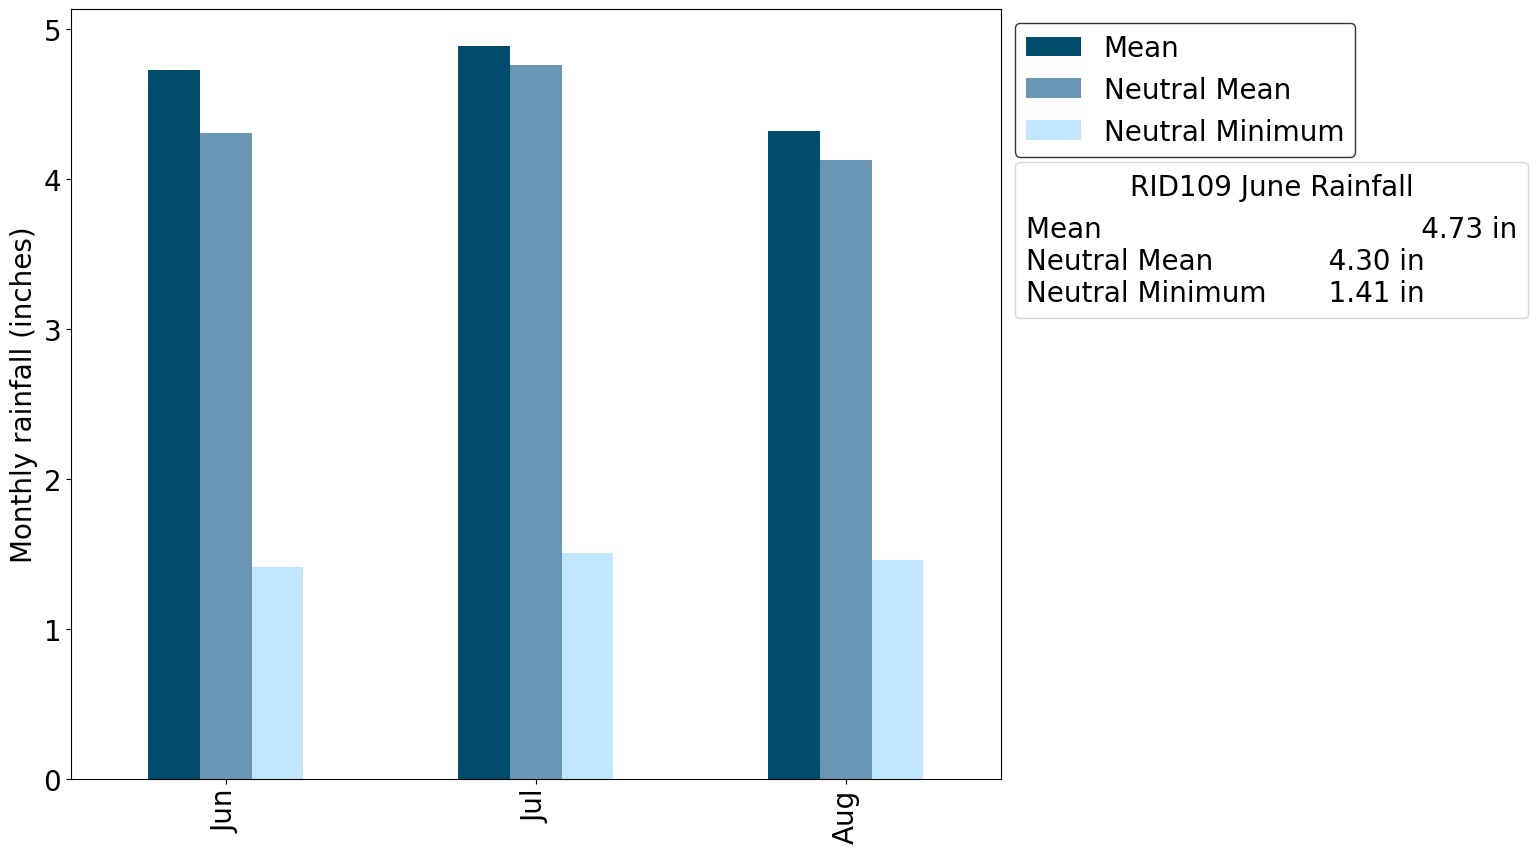 Monthly rainfall (inches)
5
4
3
2
1
0
Jun
Jul
Aug
Mean
Neutral Mean
Neutral Minimum
RID109 June Rainfall
Mean 4.73 in
Neutral Mean 4.30 in
Neutral Minimum 1.41 in